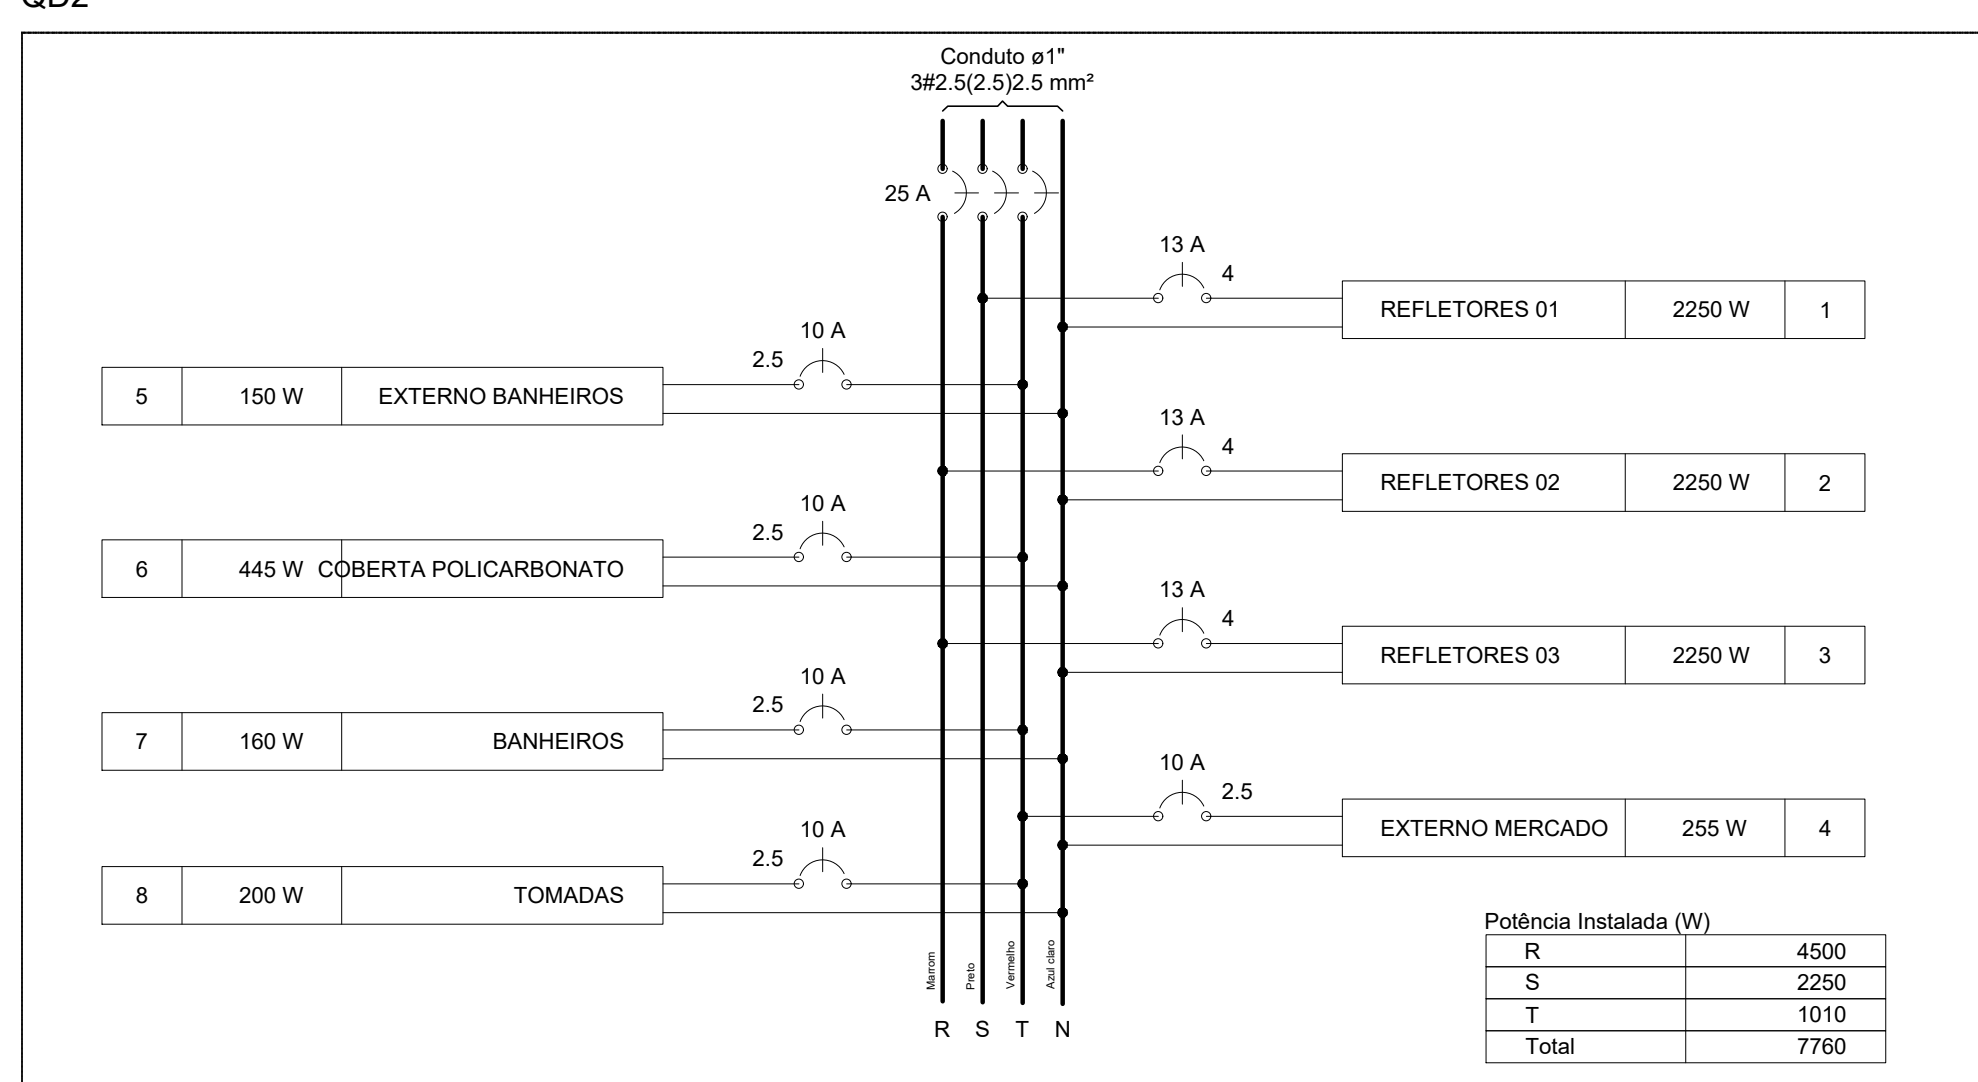 QD2
Conduto ø1"
3#2.5(2.5)2.5 mm²
25 A
13 A
4
REFLETORES 01 2250 W 1
10 A
2.5
5 150 W EXTERNO BANHEIROS
13 A
4
REFLETORES 02 2250 W 2
10 A
2.5
6 445 W COBERTA POLICARBONATO
13 A
4
REFLETORES 03 2250 W 3
10 A
2.5
7 160 W BANHEIROS
10 A
2.5
EXTERNO MERCADO 255 W 4
10 A
2.5
8 200 W TOMADAS
Marrom
Preto
Vermelho
Azul claro
R S T N
Potência Instalada (W)
R 4500
S 2250
T 1010
Total 7760